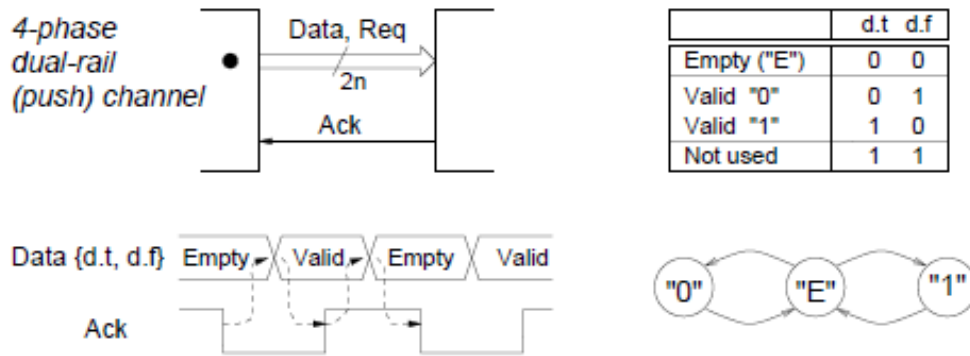 4-phase
dual-rail
(push) channel
Data, Req
2n
Ack
d.t d.f
Empty ("E") 0 0
Valid "0" 0 1
Valid "1" 1 0
Not used 1 1
Data {d.t, d.f} Empty Valid Empty Valid
Ack
"0" "E" "1"